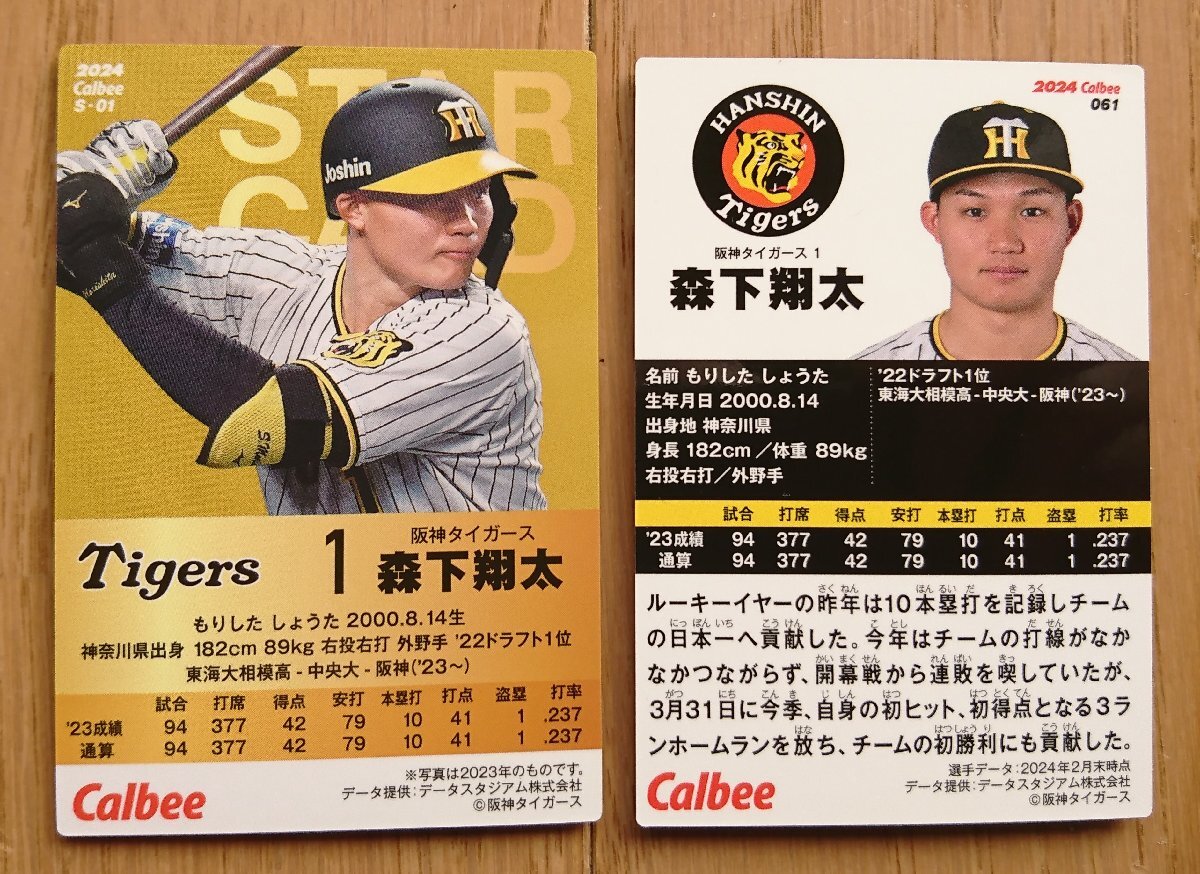 2024
Calbee
S-01
STAR
CARD
Joshin
Tigers
1
阪神タイガース
森下翔太
もりした しょうた 2000.8.14生
神奈川県出身 182cm 89kg 右投右打 外野手 '22ドラフト1位
東海大相模高 - 中央大 - 阪神('23～)
試合 打席 得点 安打 本塁打 打点 盗塁 打率
'23成績 94 377 42 79 10 41 1 .237
通算 94 377 42 79 10 41 1 .237
※写真は2023年のものです。
データ提供:データスタジアム株式会社
©阪神タイガース
Calbee
2024 Calbee
061
HANSHIN
Tigers
阪神タイガース 1
森下翔太
名前 もりした しょうた
生年月日 2000.8.14
出身地 神奈川県
身長 182cm／体重 89kg
右投右打／外野手
'22ドラフト1位
東海大相模高 - 中央大 - 阪神('23～)
試合 打席 得点 安打 本塁打 打点 盗塁 打率
'23成績 94 377 42 79 10 41 1 .237
通算 94 377 42 79 10 41 1 .237
ルーキーイヤーの昨年は10本塁打を記録しチーム
の日本一へ貢献した。今年はチームの打線がなか
なかつながらず、開幕戦から連敗を喫していたが、
3月31日に今季、自身の初ヒット、初得点となる3ラ
ンホームランを放ち、チームの初勝利にも貢献した。
選手データ:2024年2月末時点
データ提供:データスタジアム株式会社
©阪神タイガース
Calbee